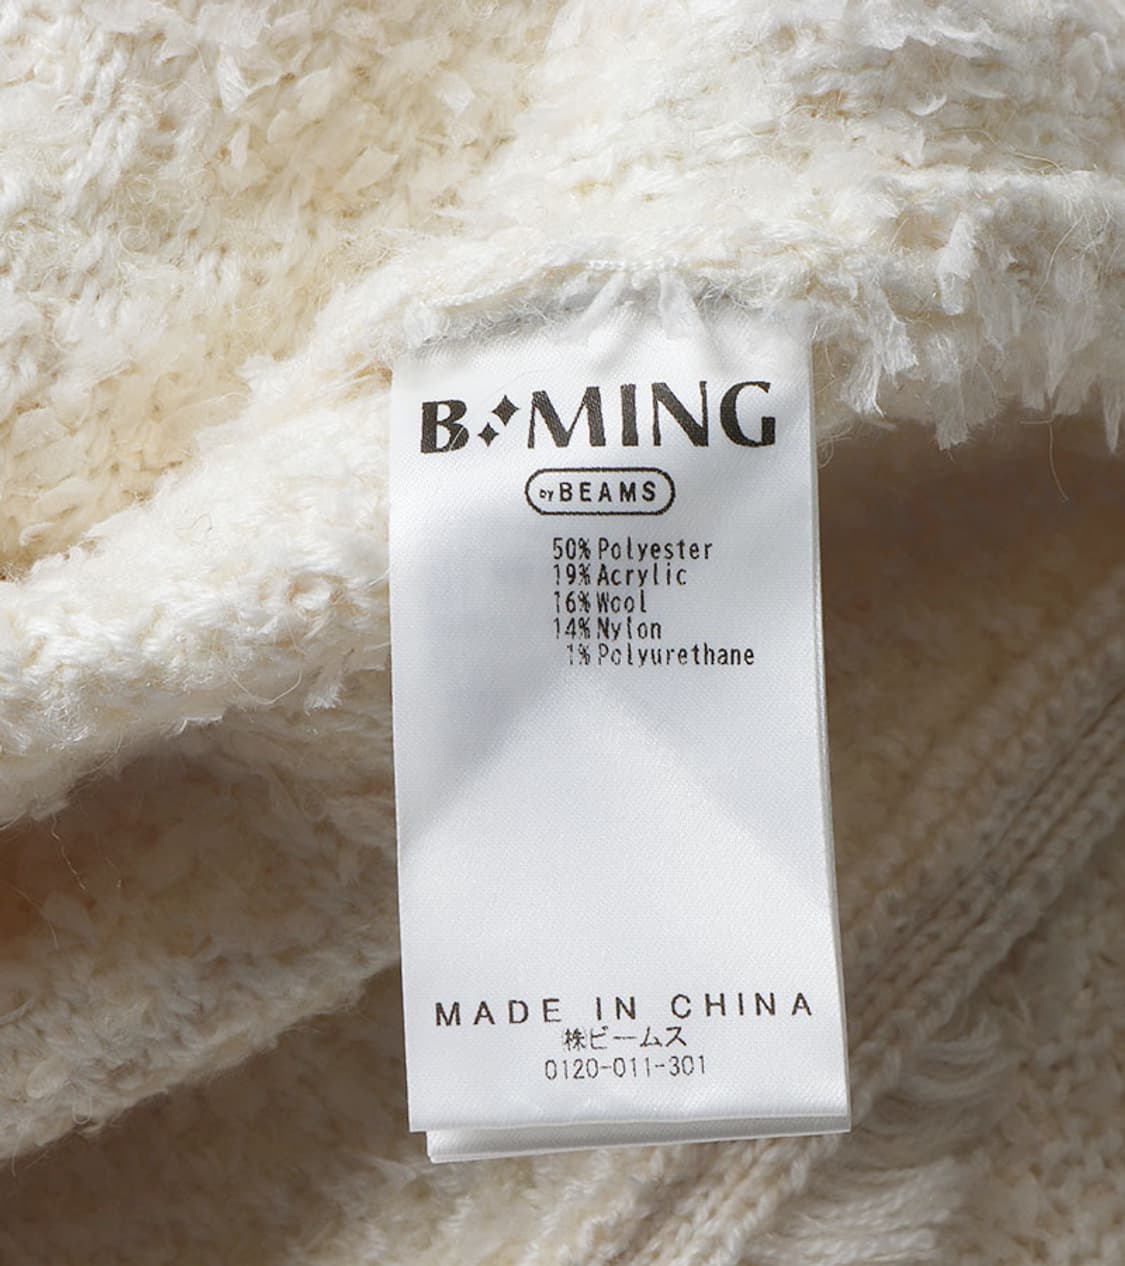 B:MING
by BEAMS
50% Polyester
19% Acrylic
16% Wool
14% Nylon
1% Polyurethane
MADE IN CHINA
㈱ビームス
0120-011-301